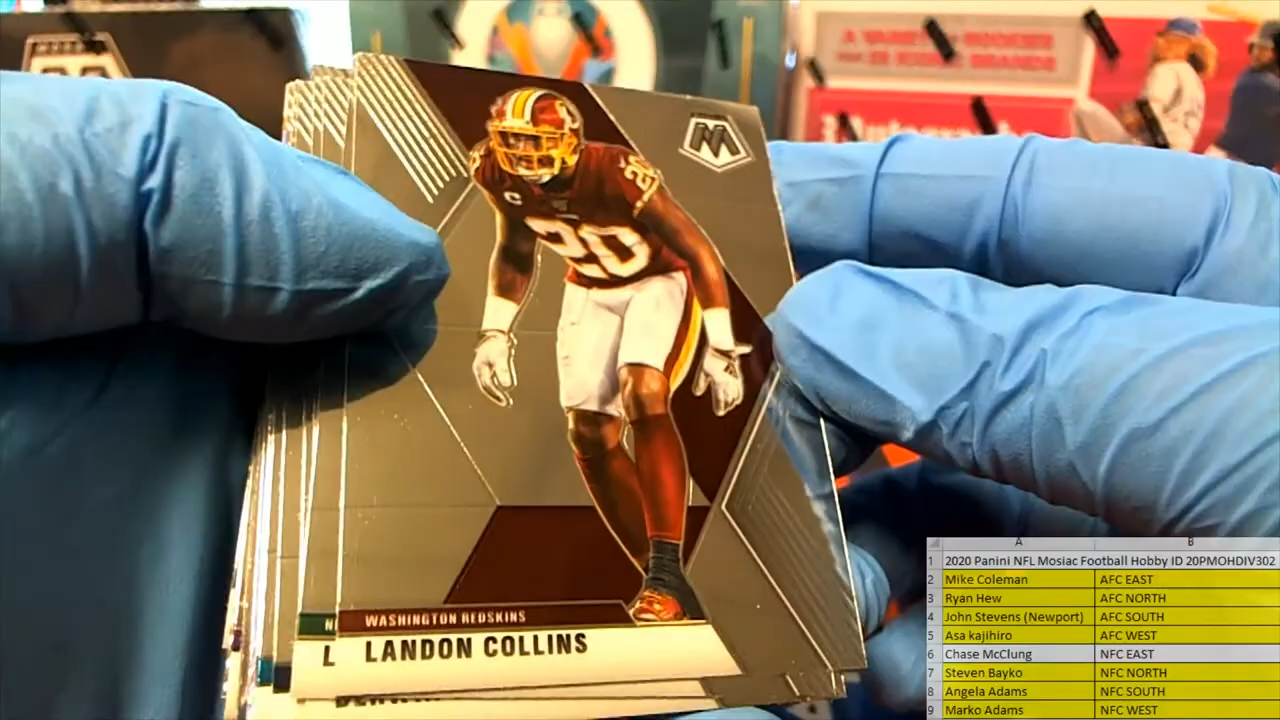 20
20
C
M
WASHINGTON REDSKINS
LANDON COLLINS
N
L
A B
1 2020 Panini NFL Mosiac Football Hobby ID 20PMOHDIV302
2 Mike Coleman AFC EAST
3 Ryan Hew AFC NORTH
4 John Stevens (Newport) AFC SOUTH
5 Asa kajihiro AFC WEST
6 Chase McClung NFC EAST
7 Steven Bayko NFC NORTH
8 Angela Adams NFC SOUTH
9 Marko Adams NFC WEST